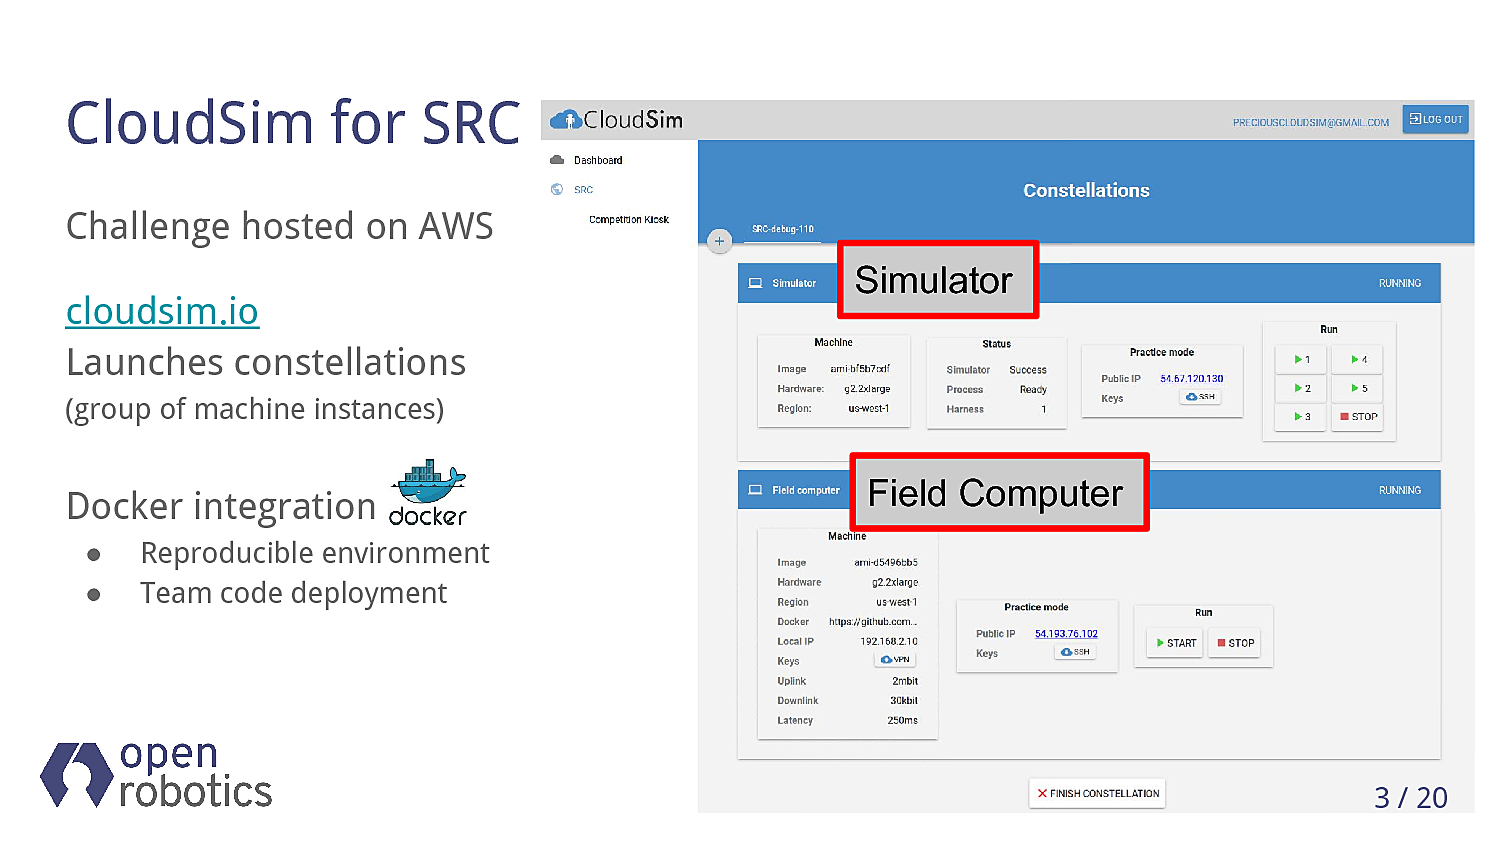 CloudSim for SRC
Challenge hosted on AWS
cloudsim.io
Launches constellations
(group of machine instances)
Docker integration
docker
● Reproducible environment
● Team code deployment
open
robotics
CloudSim
PRECIOUSCLOUDSIM@GMAIL.COM
LOG OUT
Dashboard
SRC
Competition Kiosk
Constellations
+
SRC-debug-110
Simulator
Simulator
RUNNING
Machine
Image ami-bf5b7cdf
Hardware: g2.2xlarge
Region: us-west-1
Status
Simulator Success
Process Ready
Harness 1
Practice mode
Public IP 54.67.120.130
Keys SSH
Run
1 4
2 5
3 STOP
Field computer
Field Computer
RUNNING
Machine
Image ami-d5496bb5
Hardware g2.2xlarge
Region us-west-1
Docker https://github.com...
Local IP 192.168.2.10
Keys VPN
Uplink 2mbit
Downlink 30kbit
Latency 250ms
Practice mode
Public IP 54.193.76.102
Keys SSH
Run
START STOP
FINISH CONSTELLATION
3 / 20